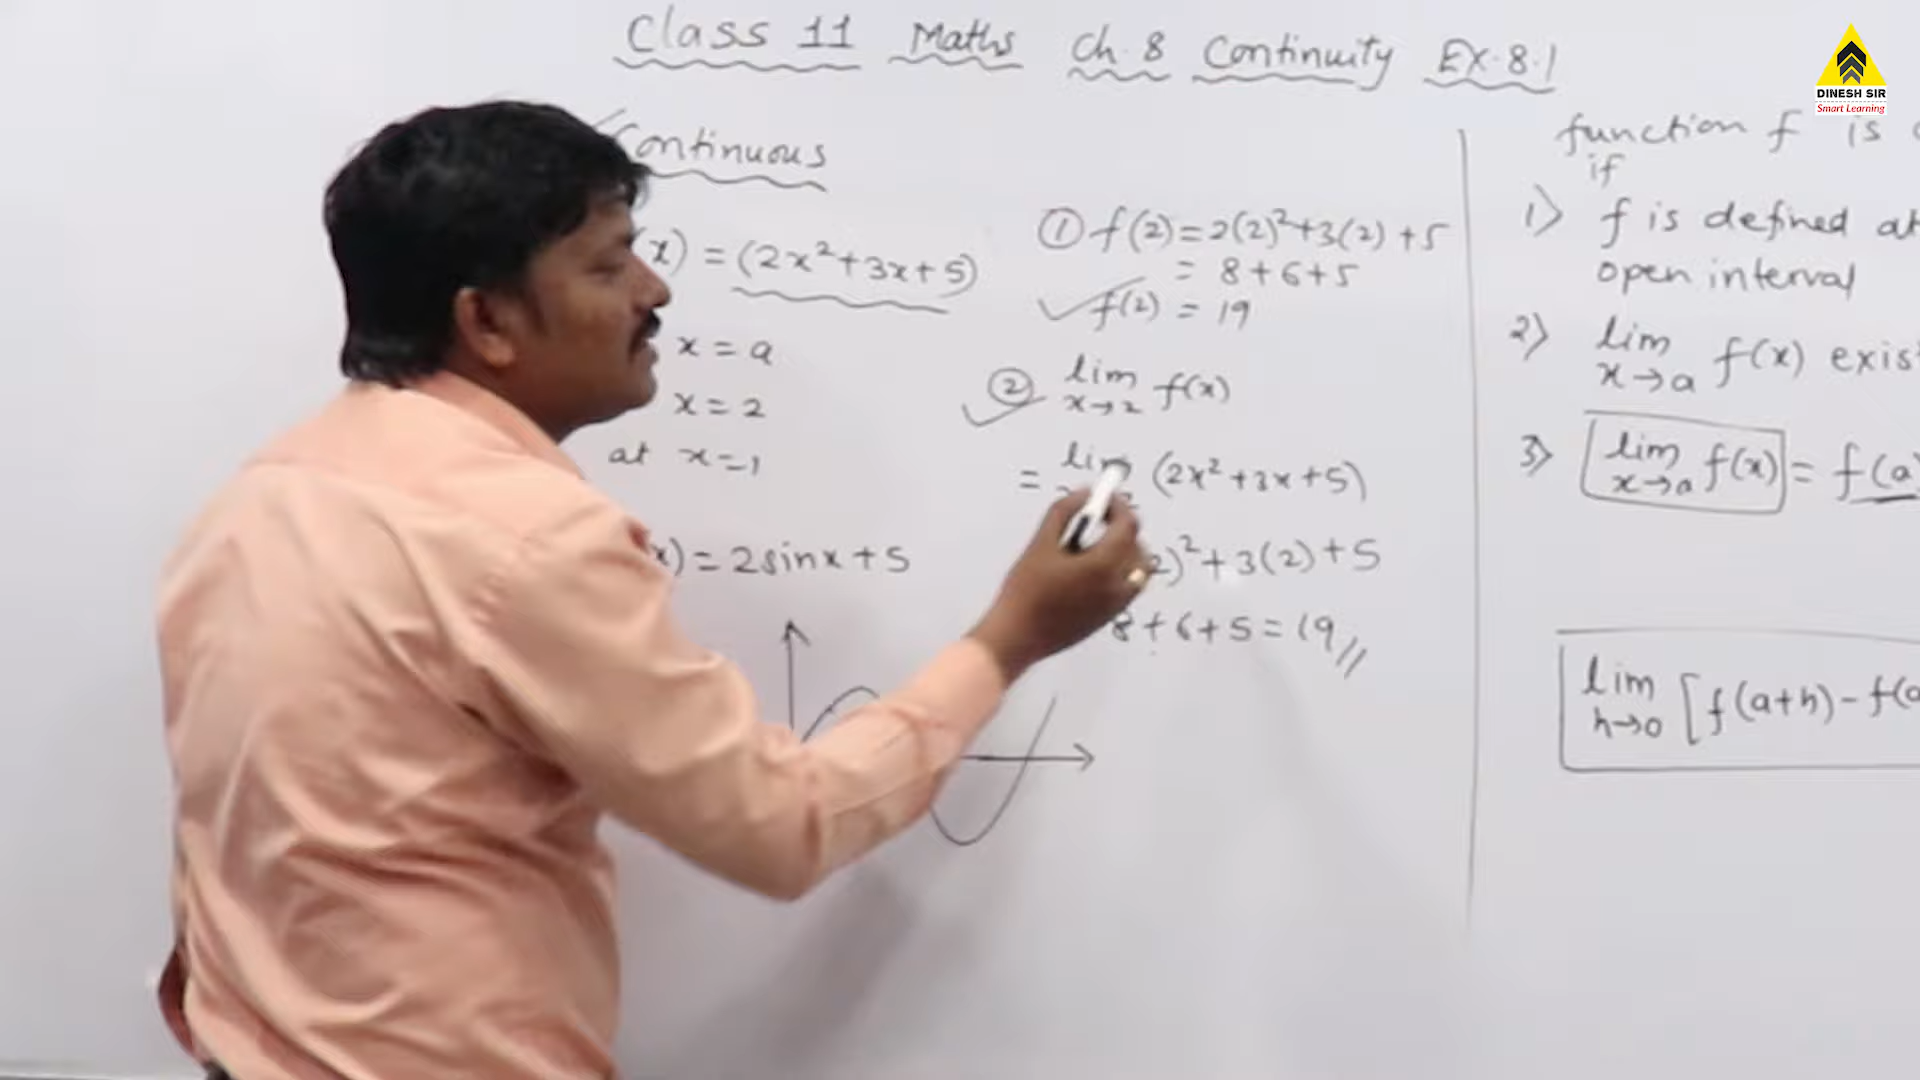 Class 11 Maths Ch.8 Continuity EX.8.1
DINESH SIR
Smart Learning
Continuous
(x) = (2x²+3x+5)
x = a
x = 2
at x=1
x) = 2sinx + 5
① f(2) = 2(2)²+3(2)+5
= 8+6+5
f(2) = 19
② lim f(x)
x→2
= lim (2x²+3x+5)
2)²+3(2)+5
8+6+5=19//
function f is
if
1) f is defined at
open interval
2) lim f(x) exis
x→a
3) lim f(x) = f(a)
x→a
lim [f(a+h)-f(a
h→0